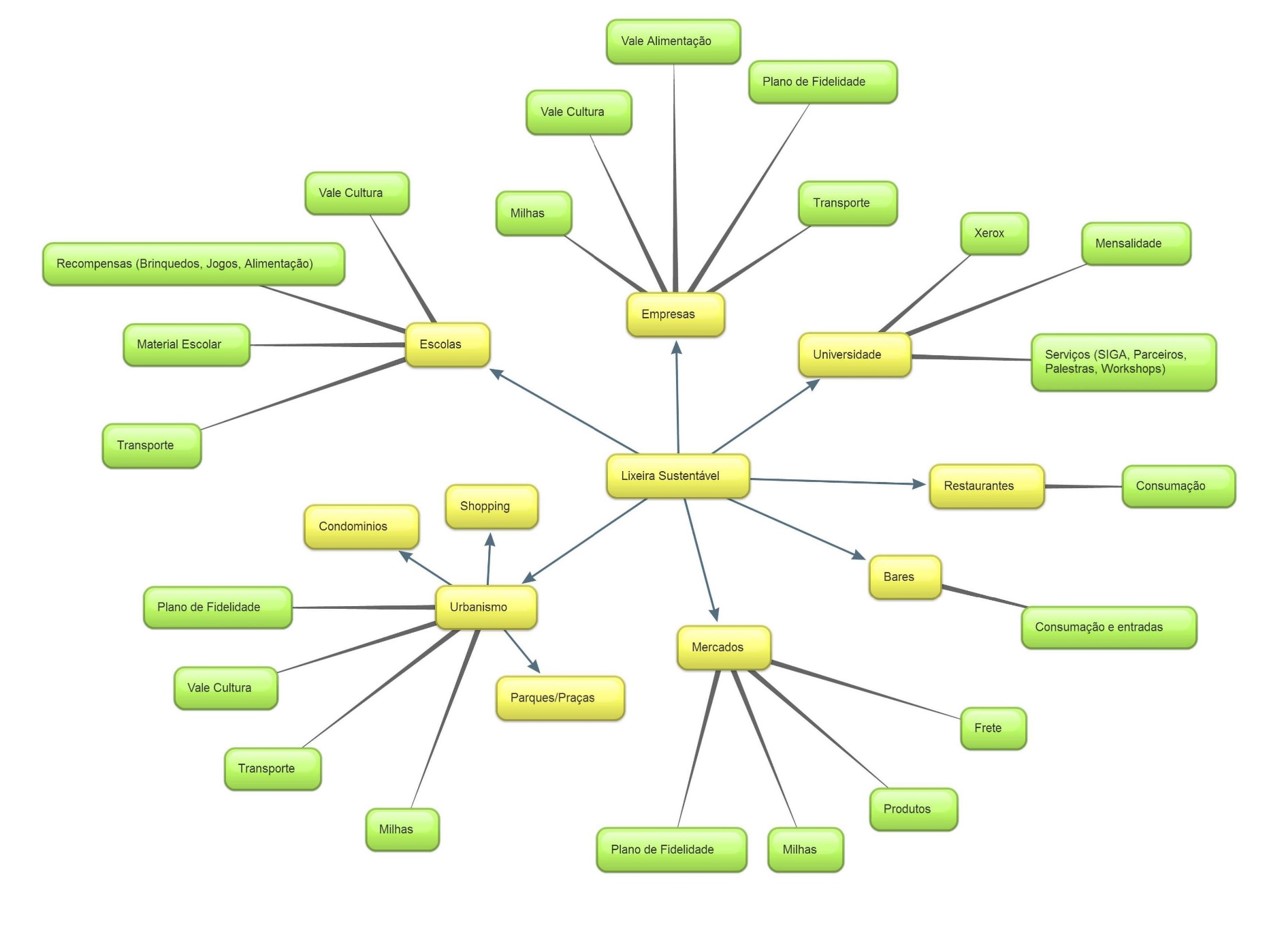 Vale Alimentação
Plano de Fidelidade
Vale Cultura
Vale Cultura
Milhas
Transporte
Xerox
Mensalidade
Recompensas (Brinquedos, Jogos, Alimentação)
Empresas
Material Escolar
Escolas
Universidade
Serviços (SIGA, Parceiros,
Palestras, Workshops)
Transporte
Lixeira Sustentável
Restaurantes
Consumação
Shopping
Condominios
Bares
Plano de Fidelidade
Urbanismo
Consumação e entradas
Mercados
Vale Cultura
Parques/Praças
Frete
Transporte
Produtos
Milhas
Plano de Fidelidade
Milhas